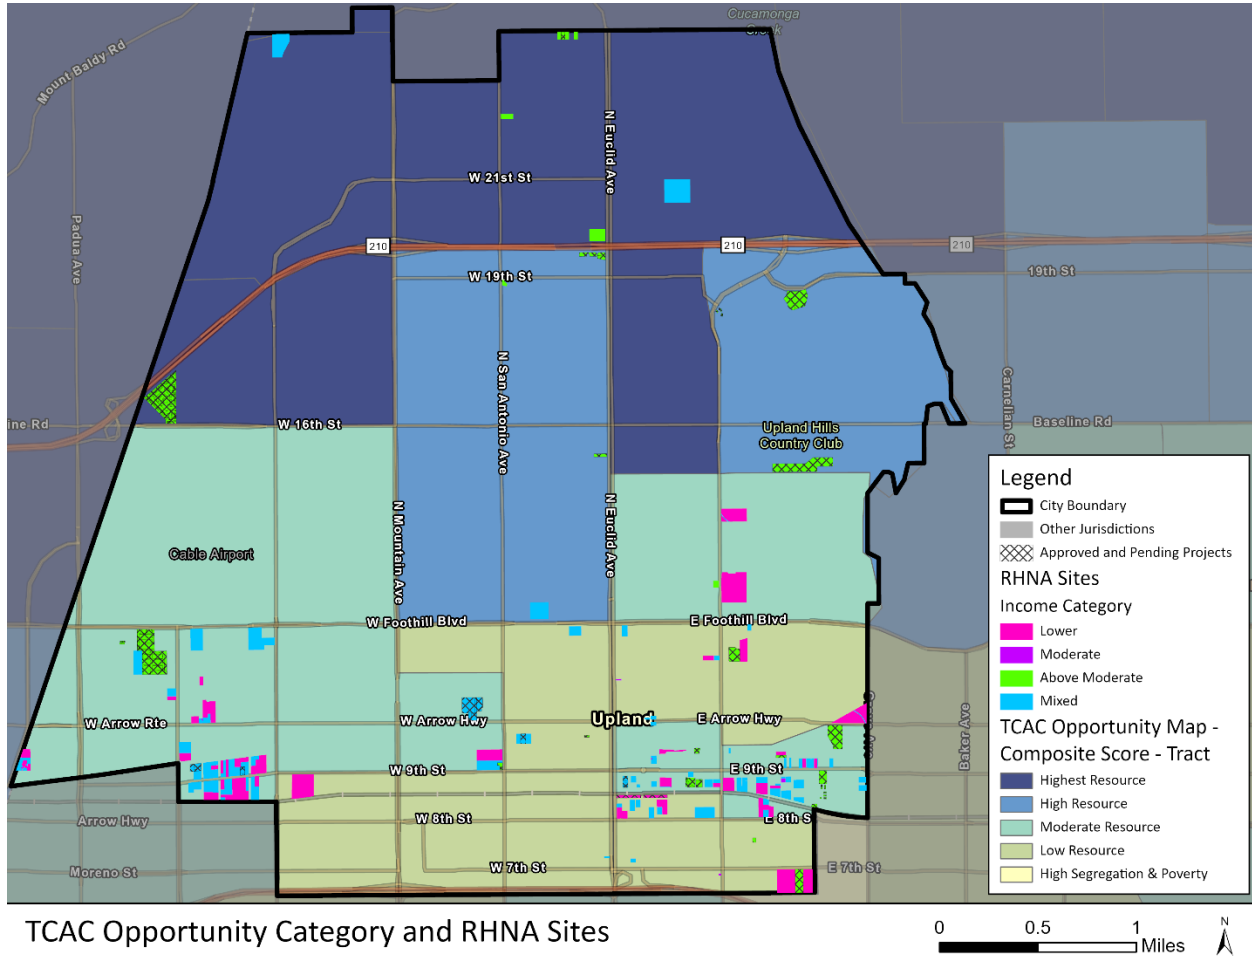 Cucamonga
Creek
Mount Baldy Rd
N Euclid Ave
W 21st St
Padua Ave
210
210
210
W 19th St
19th St
N San Antonio Ave
Carnelian St
ine Rd
W 16th St
Upland Hills
Country Club
Baseline Rd
N Mountain Ave
N Euclid Ave
Cable Airport
W Foothill Blvd
E Foothill Blvd
W Arrow Rte
W Arrow Hwy
Upland
E Arrow Hwy
Baker Ave
W 9th St
E 9th St
Arrow Hwy
W 8th St
E 8th S
Moreno St
W 7th St
E 7th St
Legend
City Boundary
Other Jurisdictions
Approved and Pending Projects
RHNA Sites
Income Category
Lower
Moderate
Above Moderate
Mixed
TCAC Opportunity Map -
Composite Score - Tract
Highest Resource
High Resource
Moderate Resource
Low Resource
High Segregation & Poverty
TCAC Opportunity Category and RHNA Sites
0 0.5 1
Miles
N